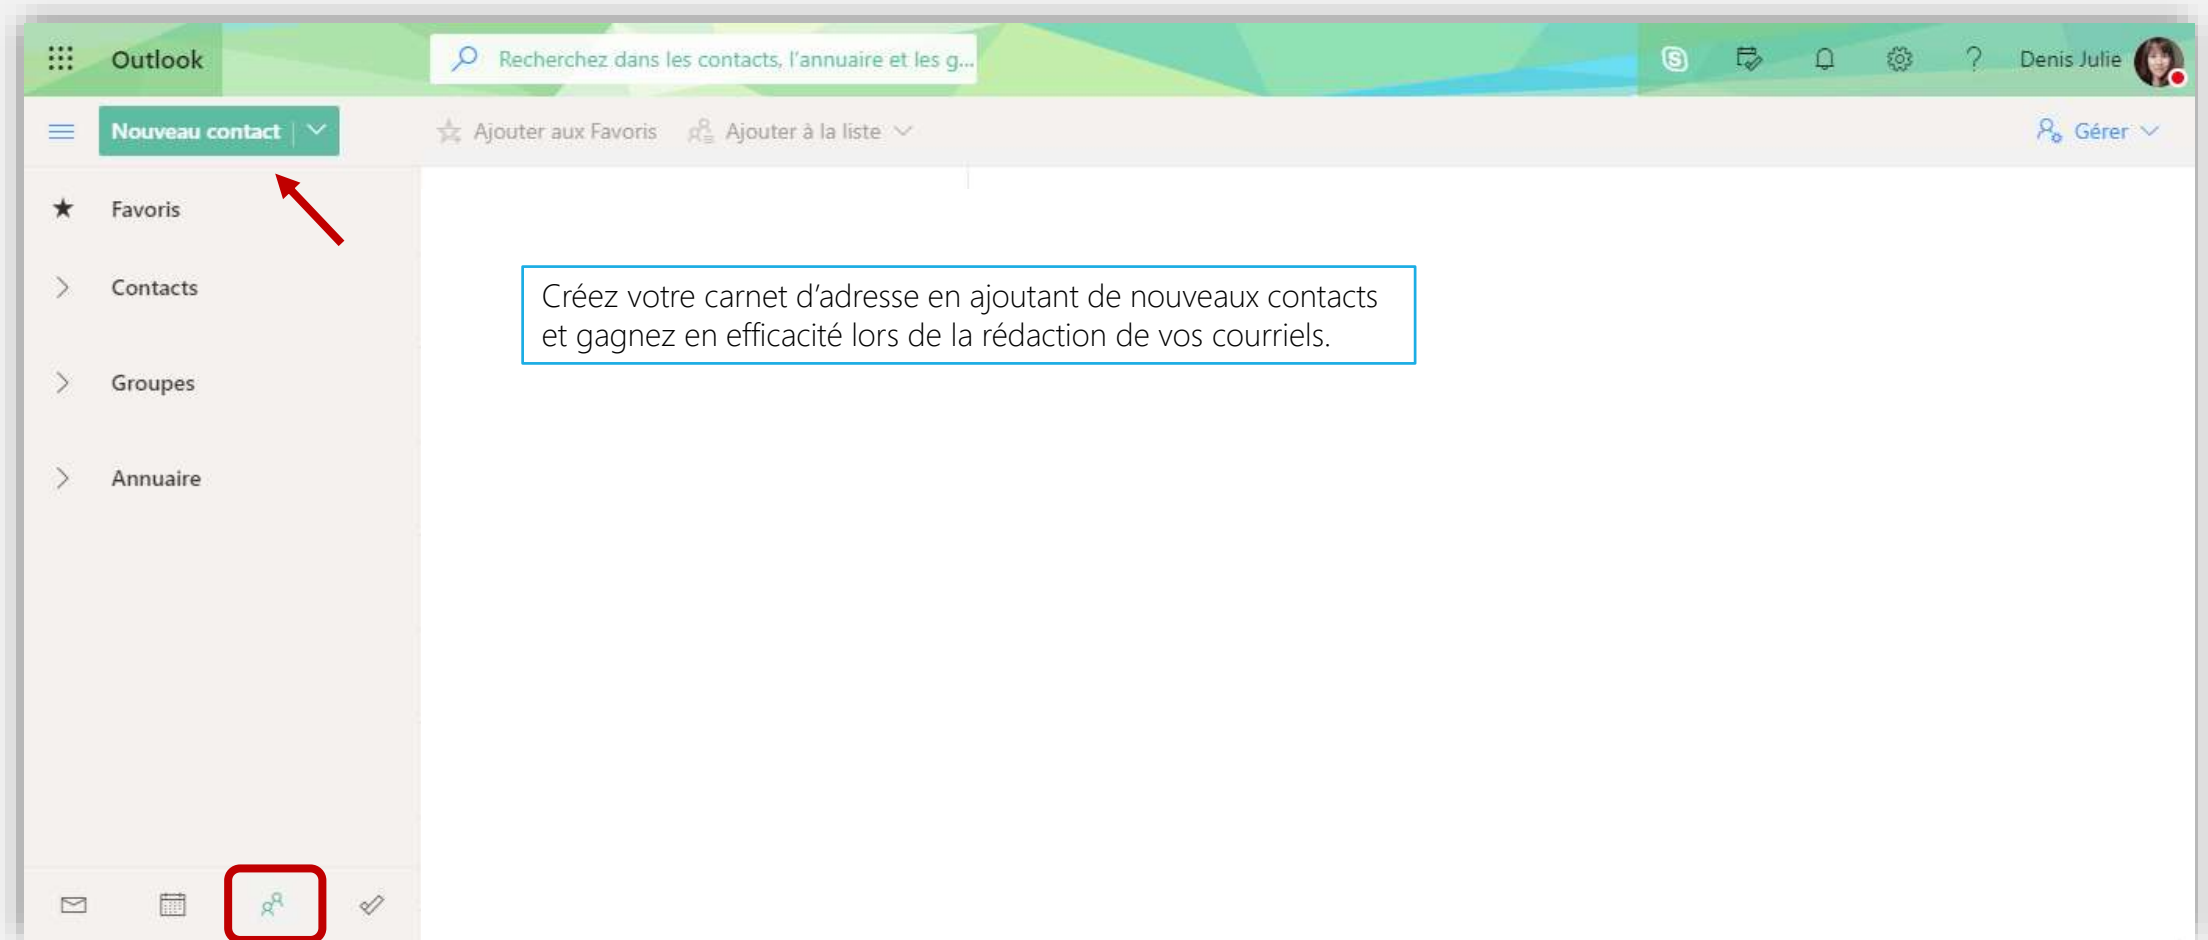 Outlook
Recherchez dans les contacts, l'annuaire et les g...
? Denis Julie
Nouveau contact
Ajouter aux Favoris
Ajouter à la liste
Gérer
Favoris
Contacts
Créez votre carnet d'adresse en ajoutant de nouveaux contacts
et gagnez en efficacité lors de la rédaction de vos courriels.
Groupes
Annuaire